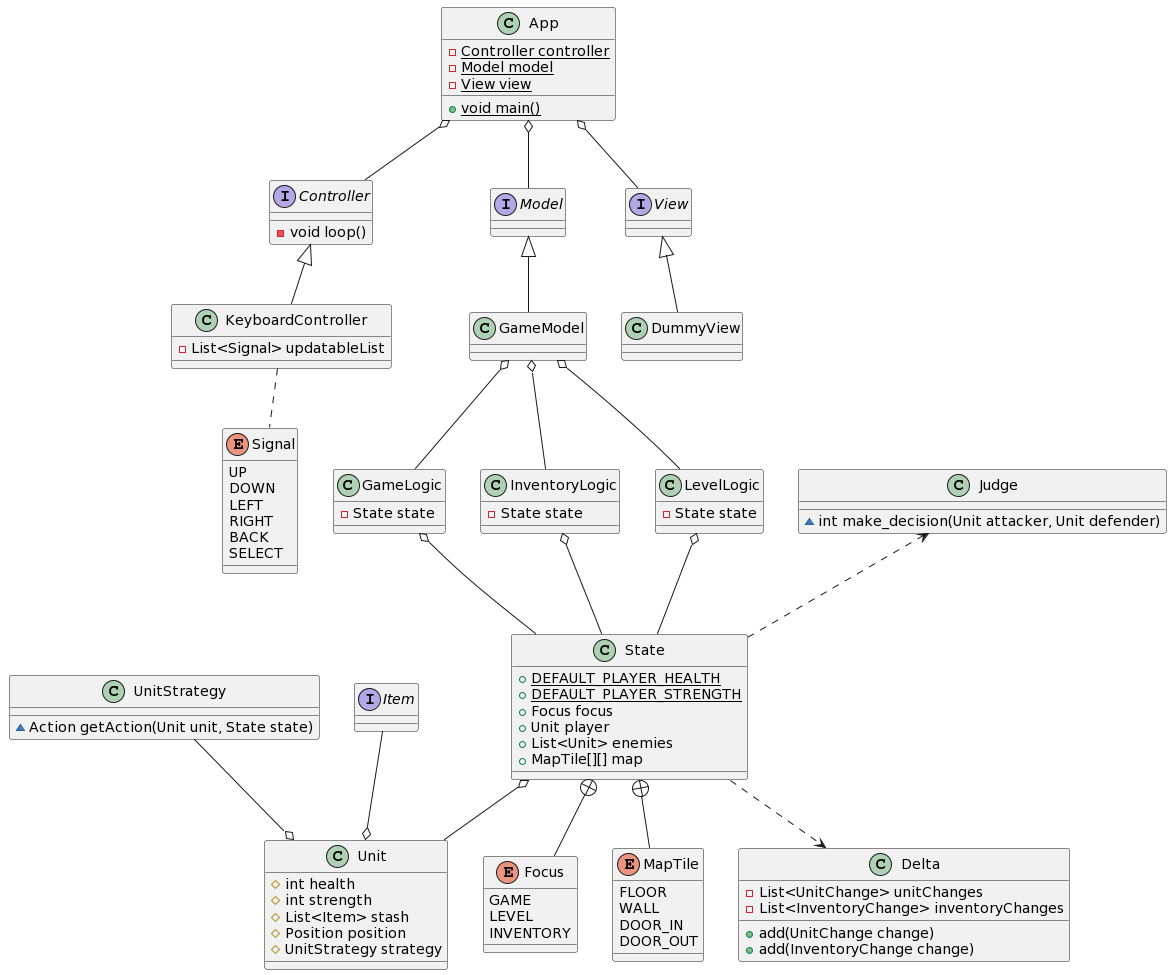 C App
Controller controller
Model model
View view
void main()
I Controller
void loop()
I Model
I View
C KeyboardController
List<Signal> updatableList
C GameModel
C DummyView
E Signal
UP
DOWN
LEFT
RIGHT
BACK
SELECT
C GameLogic
State state
C InventoryLogic
State state
C LevelLogic
State state
C Judge
int make_decision(Unit attacker, Unit defender)
C State
DEFAULT_PLAYER_HEALTH
DEFAULT_PLAYER_STRENGTH
Focus focus
Unit player
List<Unit> enemies
MapTile[][] map
C UnitStrategy
Action getAction(Unit unit, State state)
I Item
C Unit
int health
int strength
List<Item> stash
Position position
UnitStrategy strategy
E Focus
GAME
LEVEL
INVENTORY
E MapTile
FLOOR
WALL
DOOR_IN
DOOR_OUT
C Delta
List<UnitChange> unitChanges
List<InventoryChange> inventoryChanges
add(UnitChange change)
add(InventoryChange change)